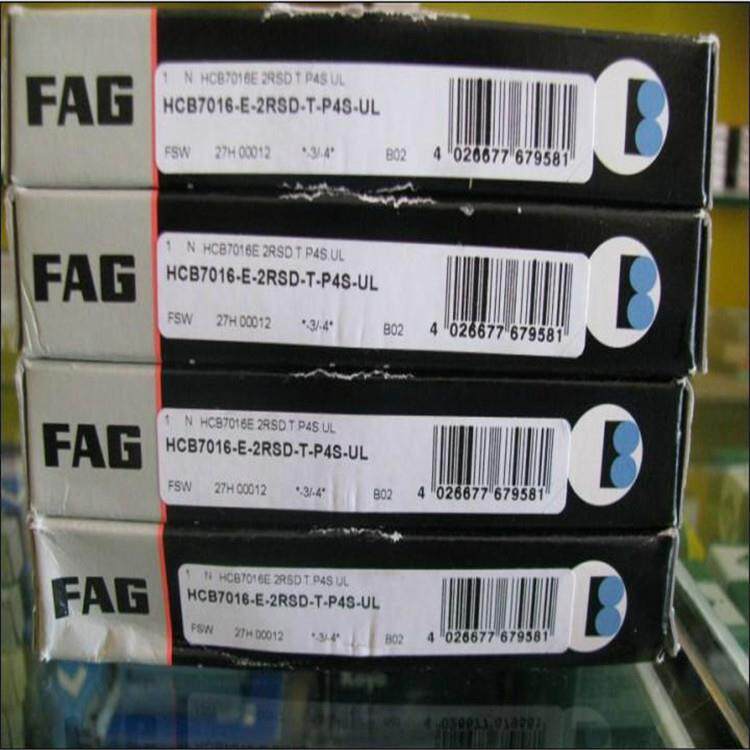 FAG
1 N HCB7016E.2RSD.T.P4S.UL
HCB7016-E-2RSD-T-P4S-UL
FSW 27H 00012 *-3/-4* B02
4 026677 679581
FAG
1 N HCB7016E.2RSD.T.P4S.UL
HCB7016-E-2RSD-T-P4S-UL
FSW 27H 00012 *-3/-4* B02
4 026677 679581
FAG
1 N HCB7016E.2RSD.T.P4S.UL
HCB7016-E-2RSD-T-P4S-UL
FSW 27H 00012 *-3/-4* B02
4 026677 679581
FAG
1 N HCB7016E.2RSD.T.P4S.UL
HCB7016-E-2RSD-T-P4S-UL
FSW 27H 00012 *-3/-4* B02
4 026677 679581